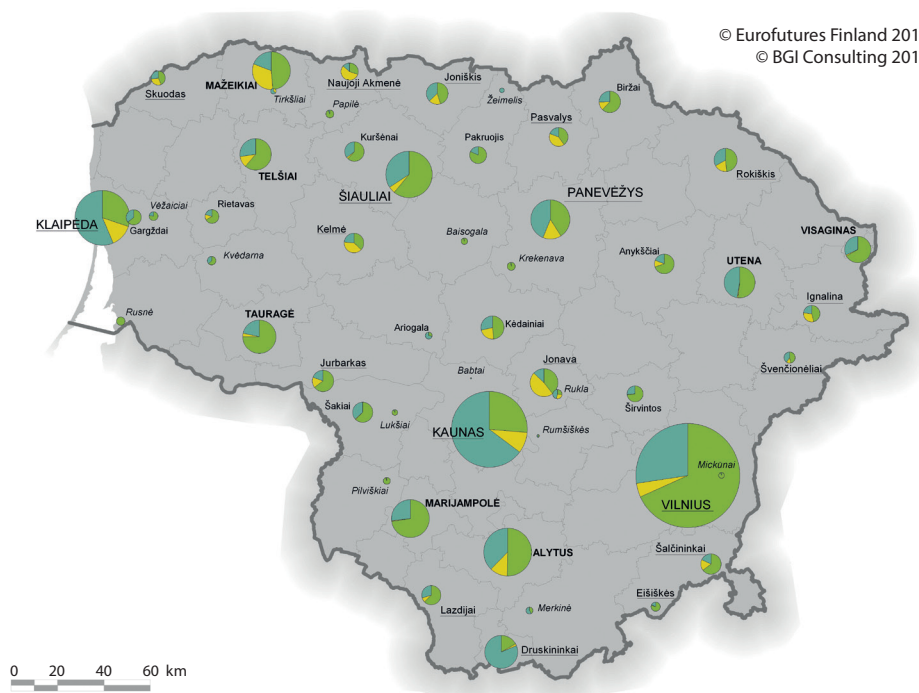 © Eurofutures Finland 201
© BGI Consulting 201
Skuodas
MAŽEIKIAI
Tirkšliai
Naujoji Akmenė
Papilė
Joniškis
Žeimelis
Biržai
Pasvalys
Kuršėnai
Pakruojis
TELŠIAI
ŠIAULIAI
Rokiškis
PANEVĖŽYS
KLAIPĖDA
Vėžaičiai
Gargždai
Rietavas
Kelmė
Baisogala
VISAGINAS
Kvėdarna
Krekenava
Anykščiai
UTENA
Ignalina
Rusnė
TAURAGĖ
Ariogala
Kėdainiai
Švenčionėliai
Jurbarkas
Babtai
Jonava
Rukla
Širvintos
Šakiai
Lukšiai
KAUNAS
Rumšiškės
Mickūnai
VILNIUS
Pilviškiai
MARIJAMPOLĖ
ALYTUS
Šalčininkai
Lazdijai
Merkinė
Eišiškės
Druskininkai
0 20 40 60 km